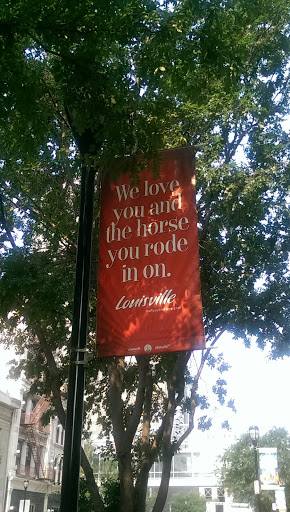 We love
you and
the horse
you rode
in on.
Louisville